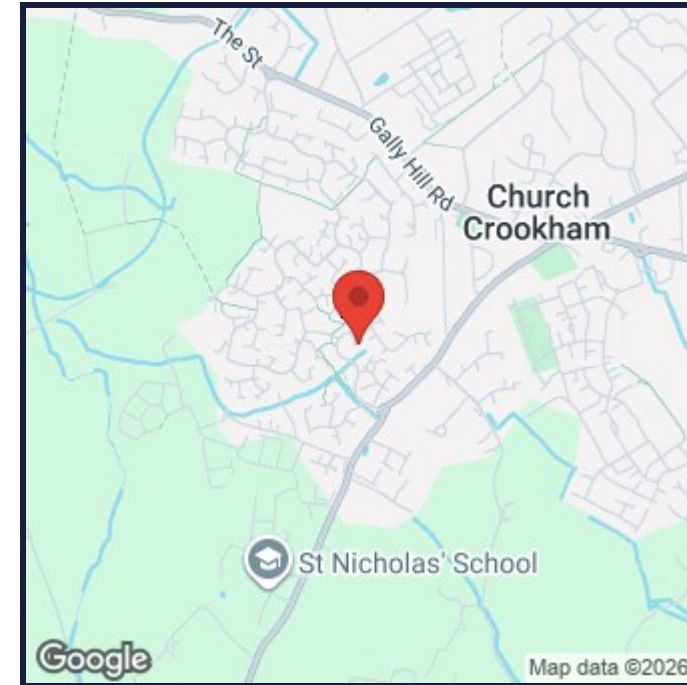 The St
Gally Hill Rd
Church
Crookham
St Nicholas' School
Google
Map data ©2026